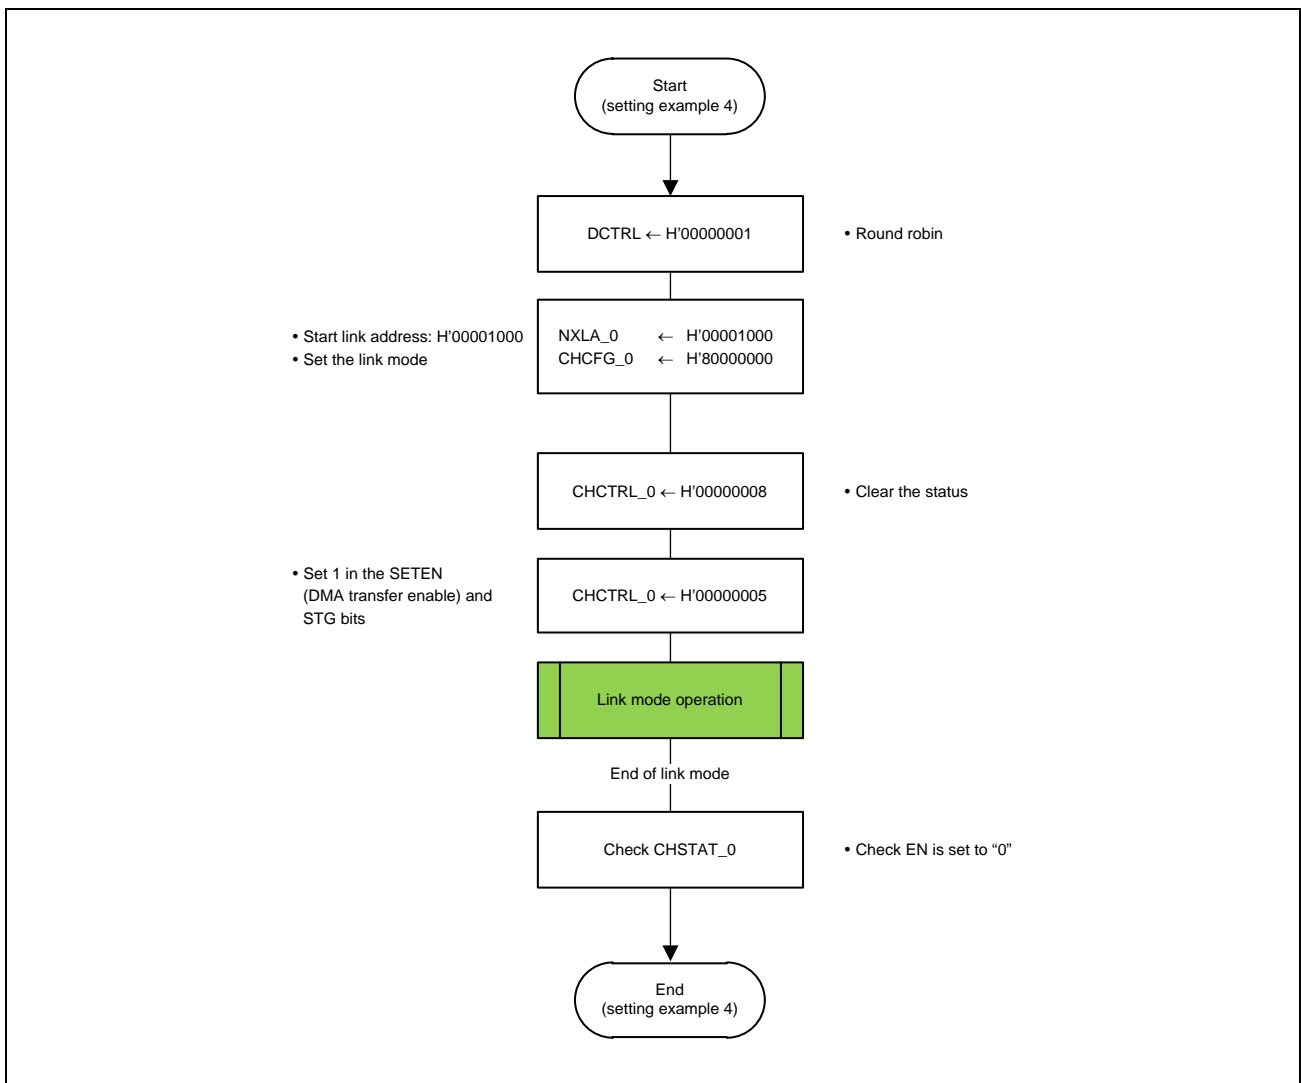 Start
(setting example 4)
DCTRL ← H'00000001
• Round robin
• Start link address: H'00001000
• Set the link mode
NXLA_0 ← H'00001000
CHCFG_0 ← H'80000000
CHCTRL_0 ← H'00000008
• Clear the status
• Set 1 in the SETEN
(DMA transfer enable) and
STG bits
CHCTRL_0 ← H'00000005
Link mode operation
End of link mode
Check CHSTAT_0
• Check EN is set to “0”
End
(setting example 4)